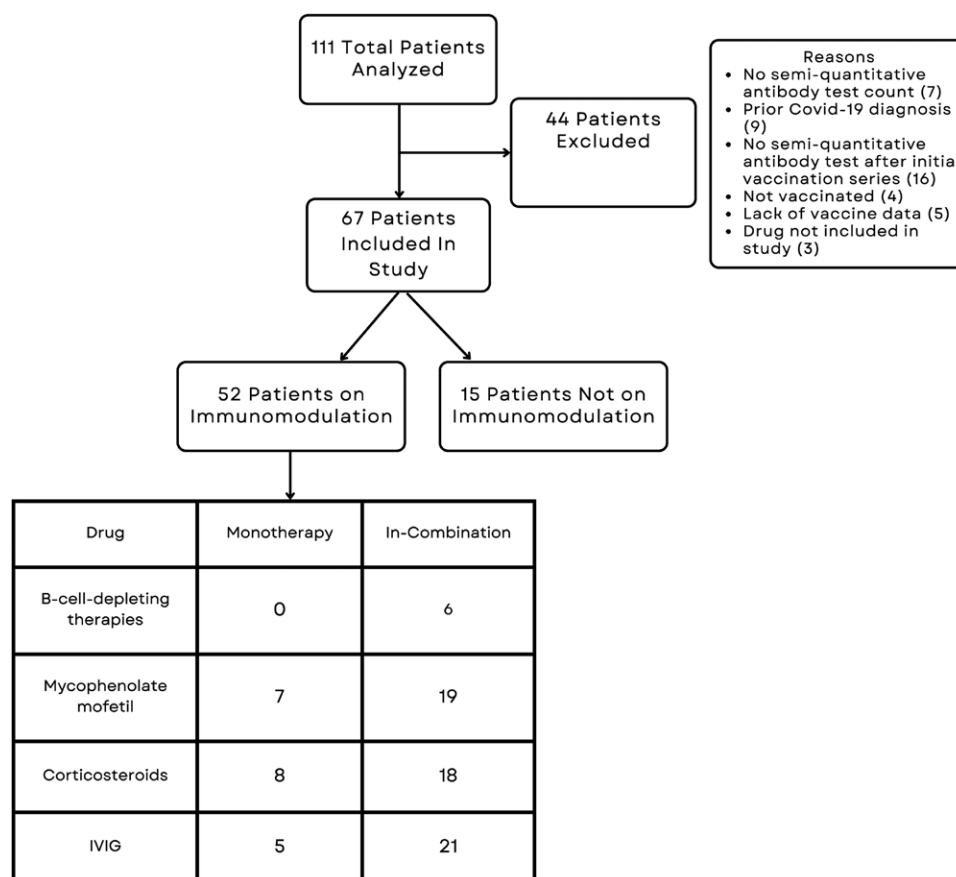 111 Total Patients
Analyzed
44 Patients
Excluded
Reasons
• No semi-quantitative
antibody test count (7)
• Prior Covid-19 diagnosis
(9)
• No semi-quantitative
antibody test after initial
vaccination series (16)
• Not vaccinated (4)
• Lack of vaccine data (5)
• Drug not included in
study (3)
67 Patients
Included In
Study
52 Patients on
Immunomodulation
15 Patients Not on
Immunomodulation
Drug Monotherapy In-Combination
B-cell-depleting
therapies 0 6
Mycophenolate
mofetil 7 19
Corticosteroids 8 18
IVIG 5 21